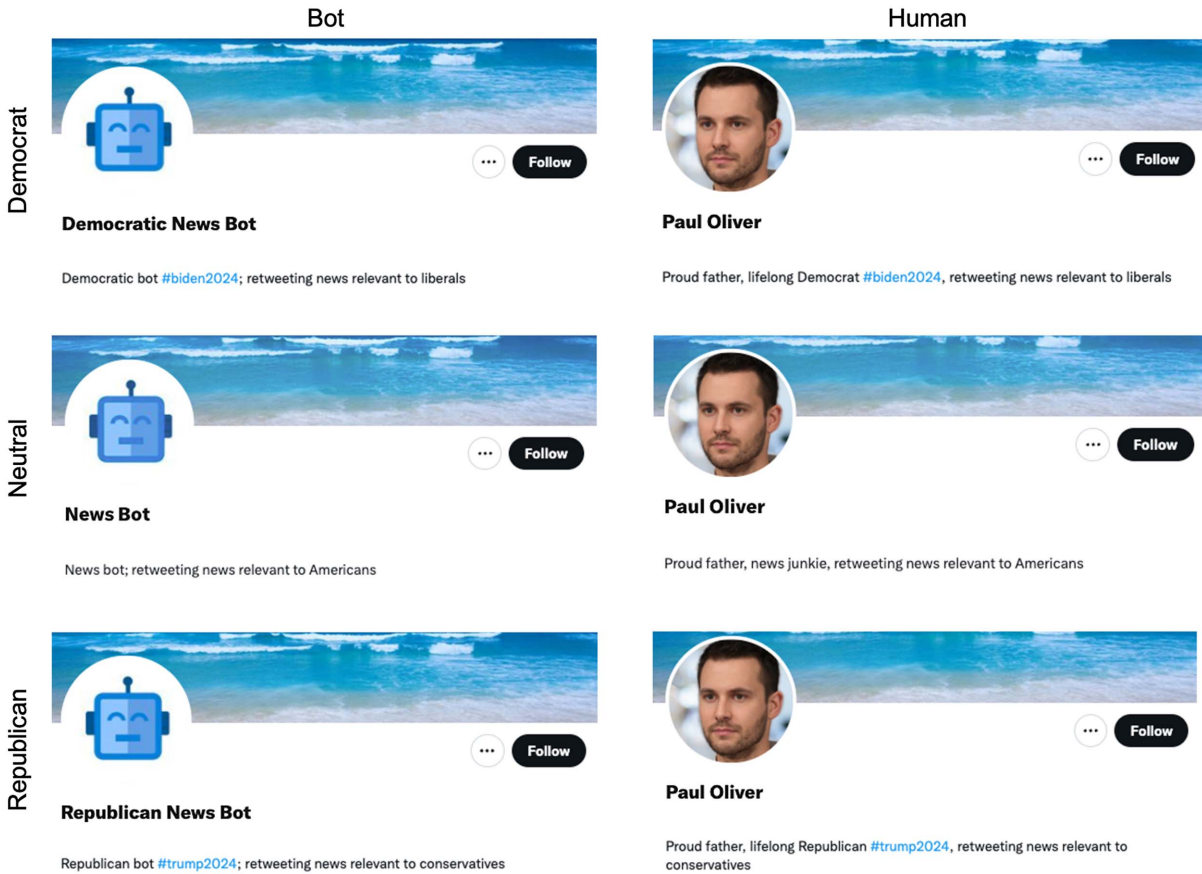 Bot
Human
Democrat
••• Follow
Democratic News Bot
Democratic bot #biden2024; retweeting news relevant to liberals
••• Follow
Paul Oliver
Proud father, lifelong Democrat #biden2024, retweeting news relevant to liberals
Neutral
••• Follow
News Bot
News bot; retweeting news relevant to Americans
••• Follow
Paul Oliver
Proud father, news junkie, retweeting news relevant to Americans
Republican
••• Follow
Republican News Bot
Republican bot #trump2024; retweeting news relevant to conservatives
••• Follow
Paul Oliver
Proud father, lifelong Republican #trump2024, retweeting news relevant to
conservatives